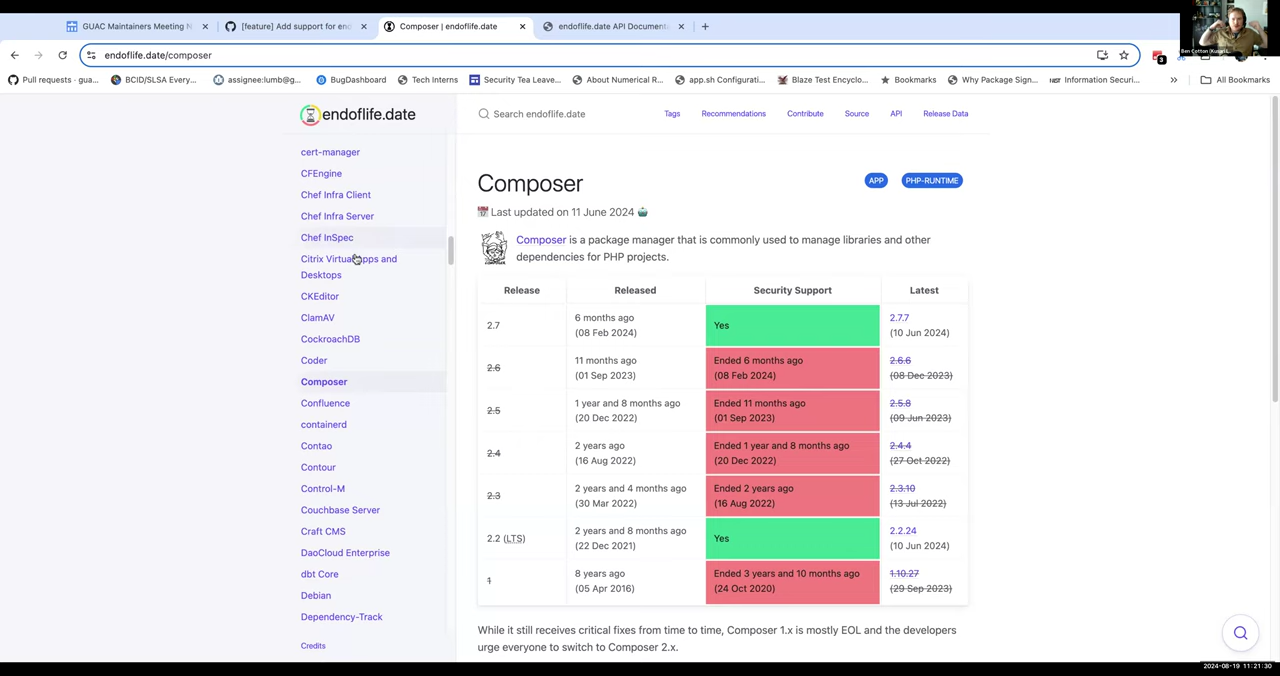 GUAC Maintainers Meeting N
[feature] Add support for end
Composer | endoflife.date
endoflife.date API Documenta
endoflife.date/composer
Pull requests · gua...
BCID/SLSA Every...
assignee:lumb@g...
BugDashboard
Tech Interns
Security Tea Leave...
About Numerical R...
app.sh Configurati...
Blaze Test Encyclo...
Bookmarks
Why Package Sign...
Information Securi...
»
All Bookmarks
3
endoflife.date
Search endoflife.date
Tags
Recommendations
Contribute
Source
API
Release Data
cert-manager
CFEngine
Chef Infra Client
Chef Infra Server
Chef InSpec
Citrix Virtual Apps and
Desktops
CKEditor
ClamAV
CockroachDB
Coder
Composer
Confluence
containerd
Contao
Contour
Control-M
Couchbase Server
Craft CMS
DaoCloud Enterprise
dbt Core
Debian
Dependency-Track
Credits
Composer
APP
PHP-RUNTIME
Last updated on 11 June 2024
Composer is a package manager that is commonly used to manage libraries and other
dependencies for PHP projects.
Release Released Security Support Latest
2.7 6 months ago (08 Feb 2024) Yes 2.7.7 (10 Jun 2024)
2.6 11 months ago (01 Sep 2023) Ended 6 months ago (08 Feb 2024) 2.6.6 (08 Dec 2023)
2.5 1 year and 8 months ago (20 Dec 2022) Ended 11 months ago (01 Sep 2023) 2.5.8 (09 Jun 2023)
2.4 2 years ago (16 Aug 2022) Ended 1 year and 8 months ago (20 Dec 2022) 2.4.4 (27 Oct 2022)
2.3 2 years and 4 months ago (30 Mar 2022) Ended 2 years ago (16 Aug 2022) 2.3.10 (13 Jul 2022)
2.2 (LTS) 2 years and 8 months ago (22 Dec 2021) Yes 2.2.24 (10 Jun 2024)
1 8 years ago (05 Apr 2016) Ended 3 years and 10 months ago (24 Oct 2020) 1.10.27 (29 Sep 2023)
While it still receives critical fixes from time to time, Composer 1.x is mostly EOL and the developers
urge everyone to switch to Composer 2.x.
2024-08-19 11:21:30